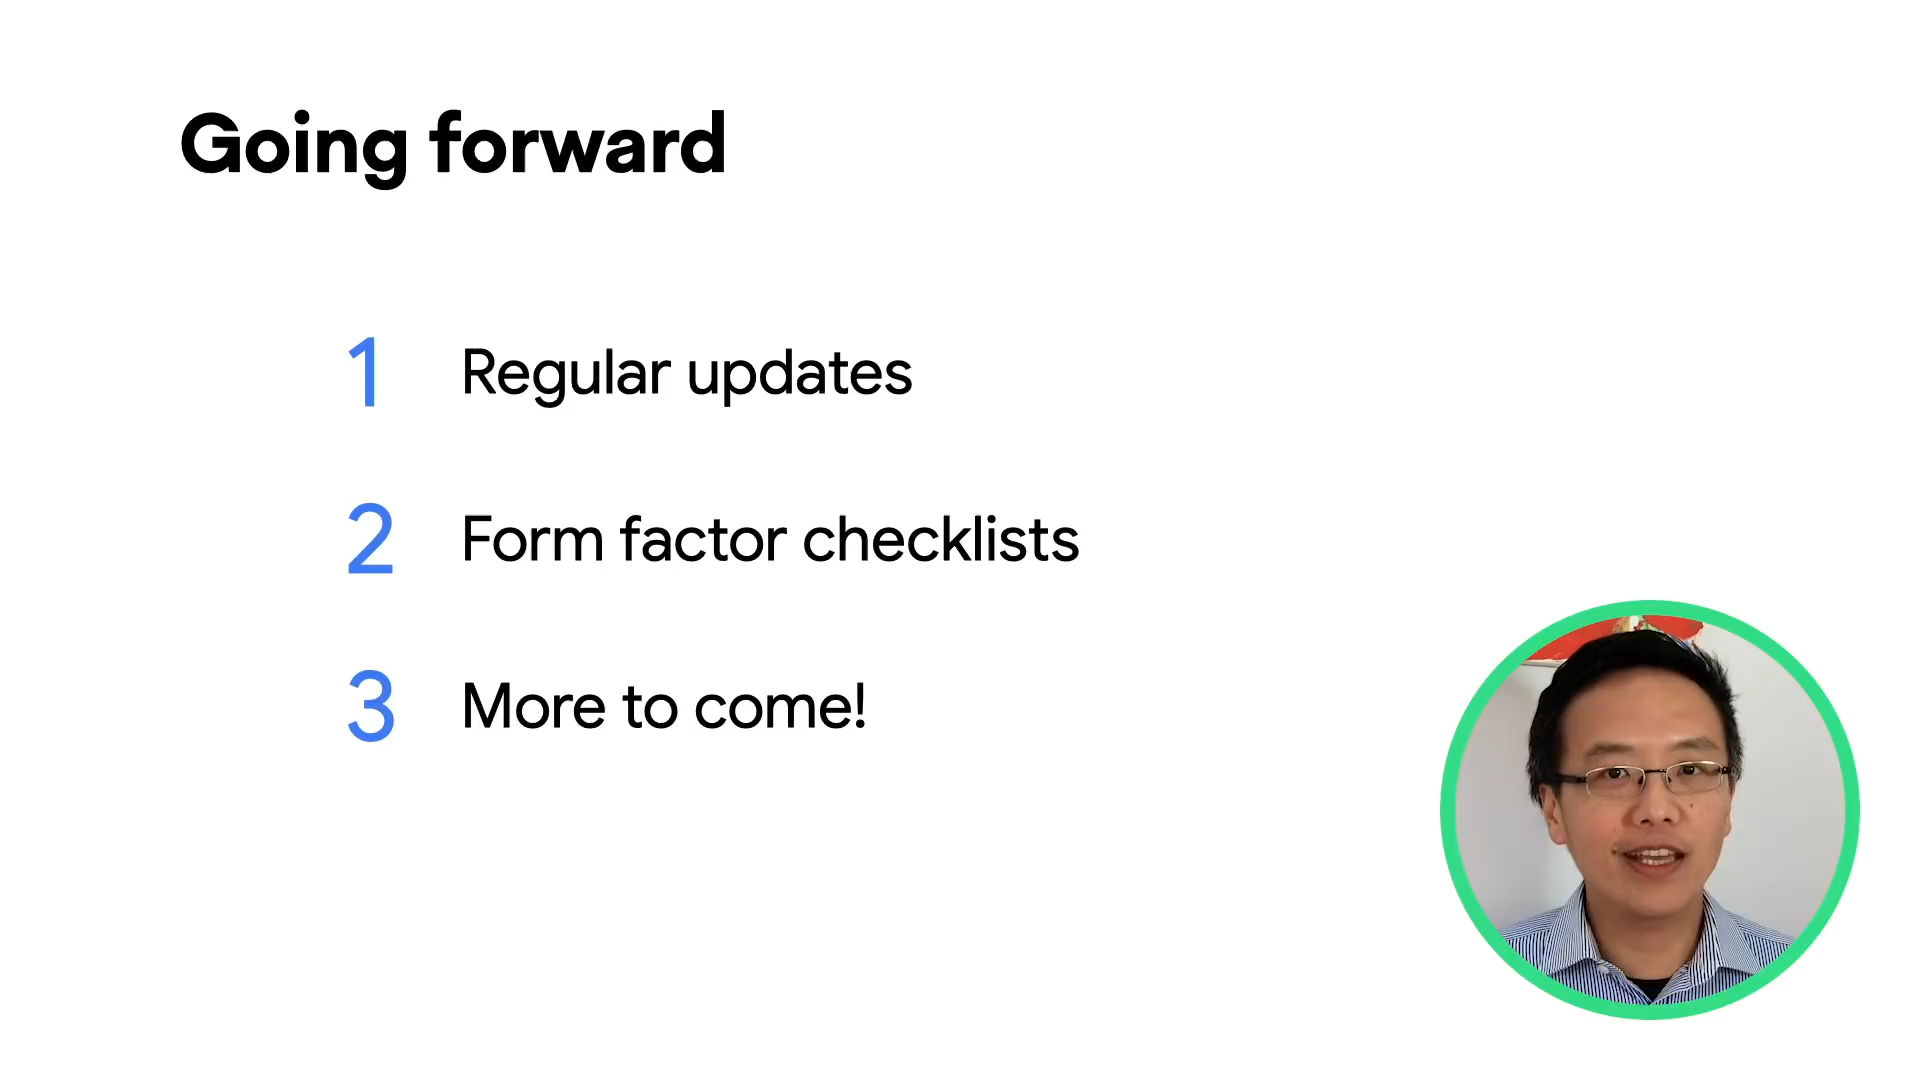 Going forward
1 Regular updates
2 Form factor checklists
3 More to come!